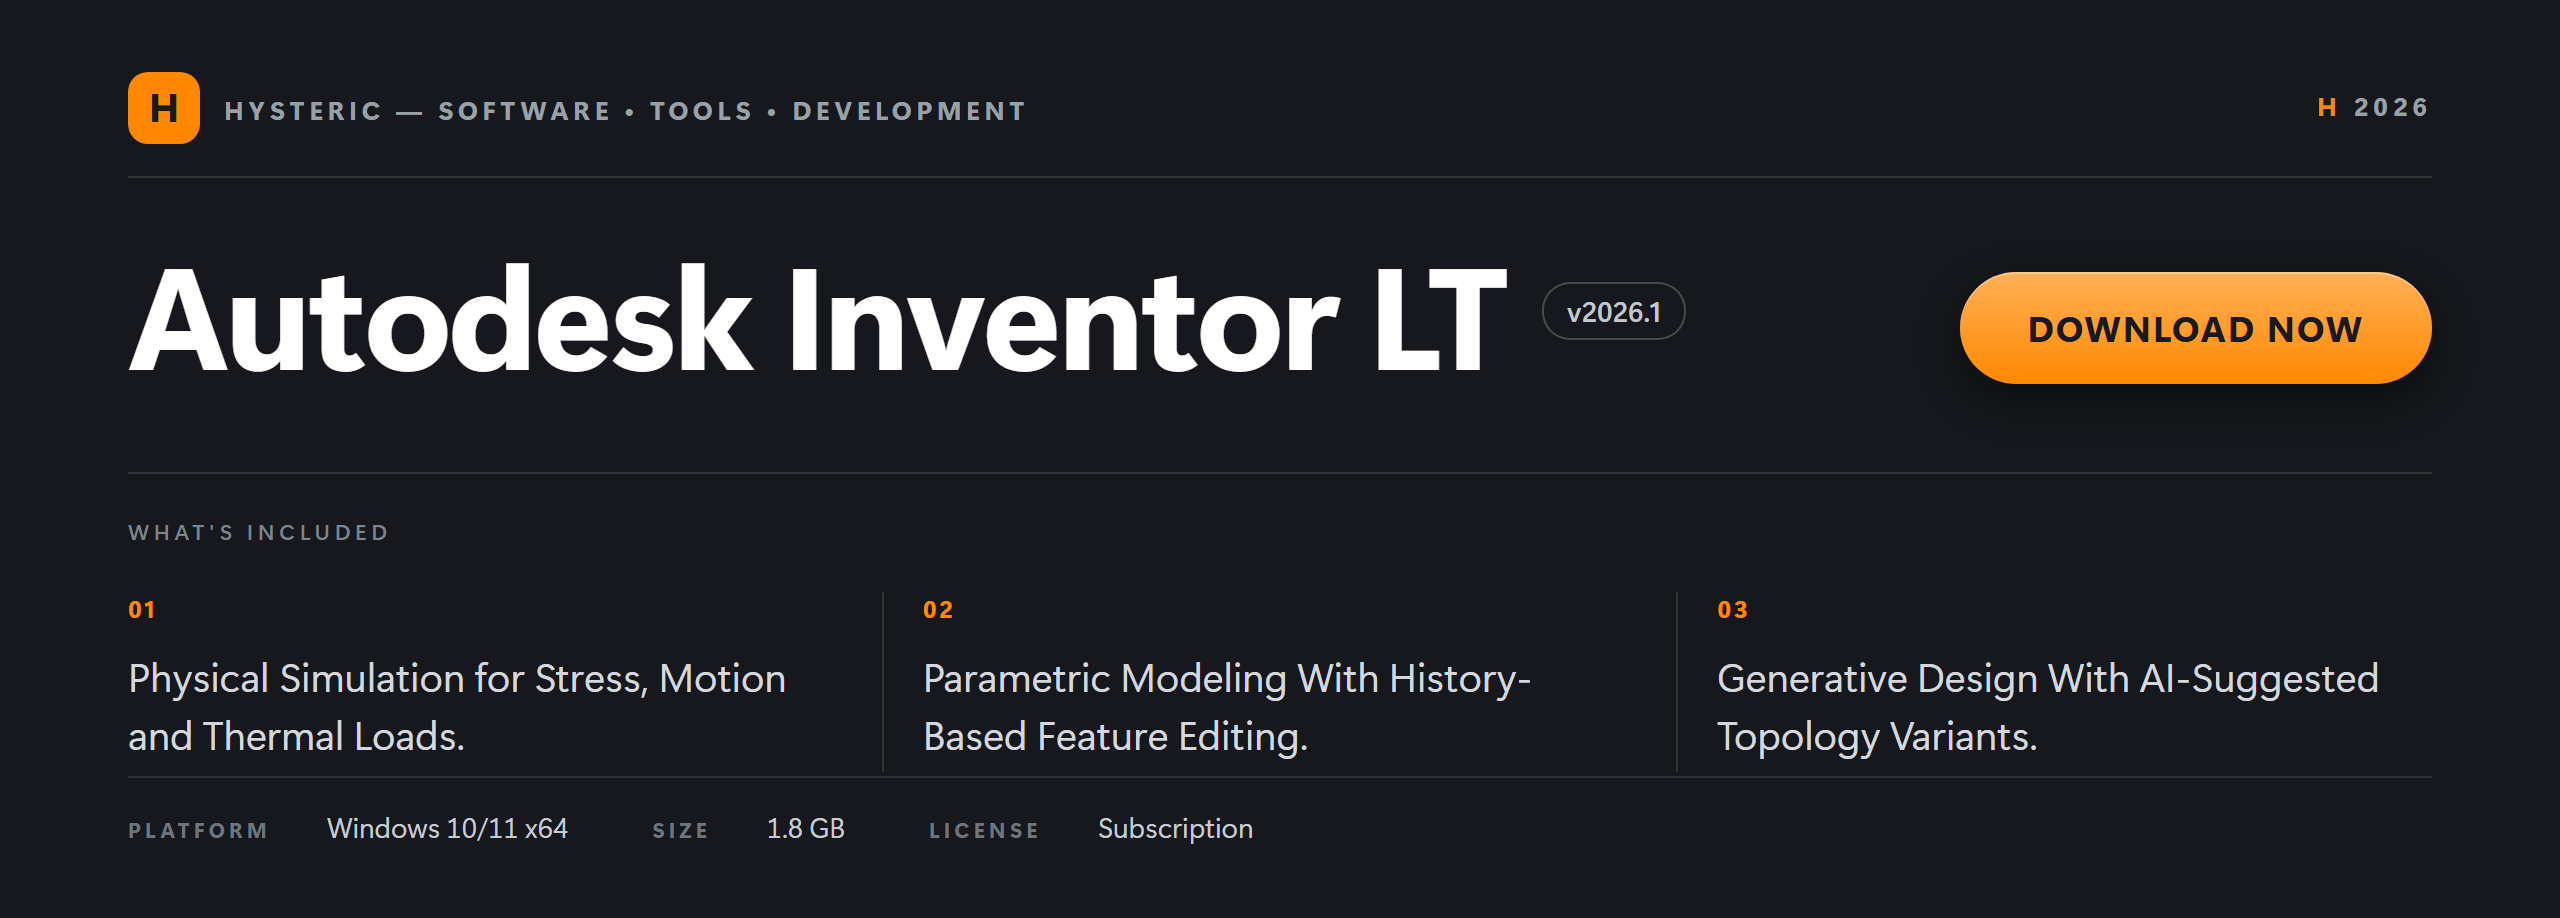 H HYSTERIC — SOFTWARE • TOOLS • DEVELOPMENT
H 2026
Autodesk Inventor LT v2026.1
DOWNLOAD NOW
WHAT'S INCLUDED
01
Physical Simulation for Stress, Motion
and Thermal Loads.
02
Parametric Modeling With History-
Based Feature Editing.
03
Generative Design With AI-Suggested
Topology Variants.
PLATFORM Windows 10/11 x64 SIZE 1.8 GB LICENSE Subscription